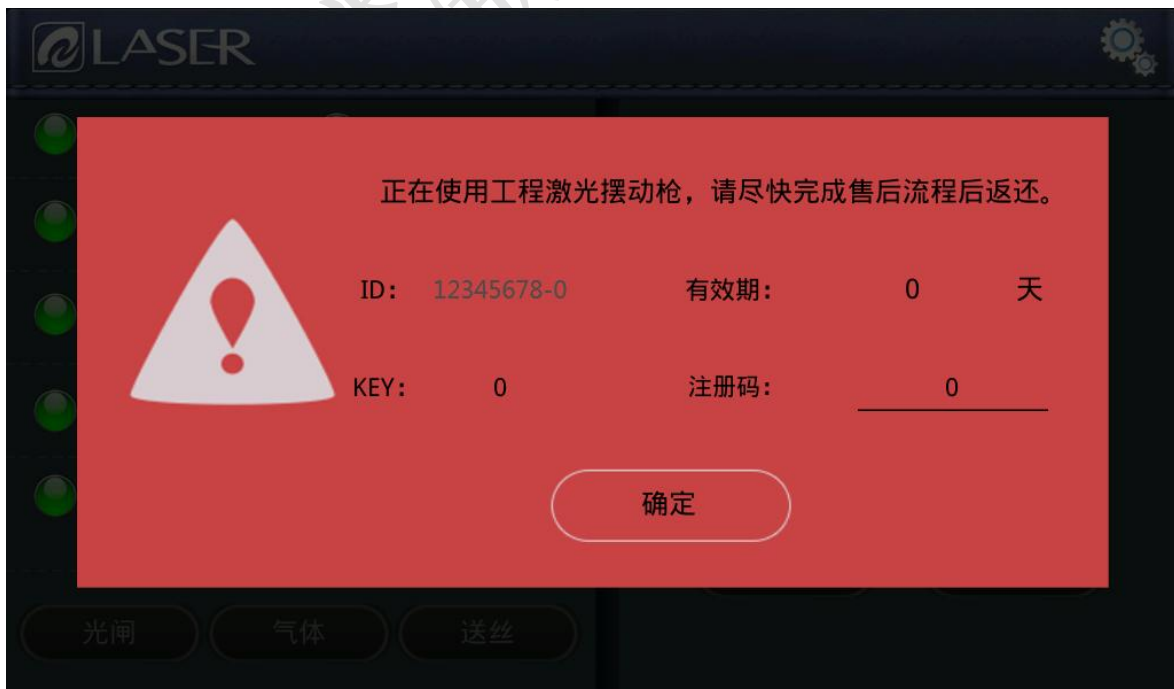 LASER
正在使用工程激光摆动枪，请尽快完成售后流程后返还。
ID： 12345678-0 有效期： 0 天
KEY： 0 注册码： 0
确定
光闸 气体 送丝